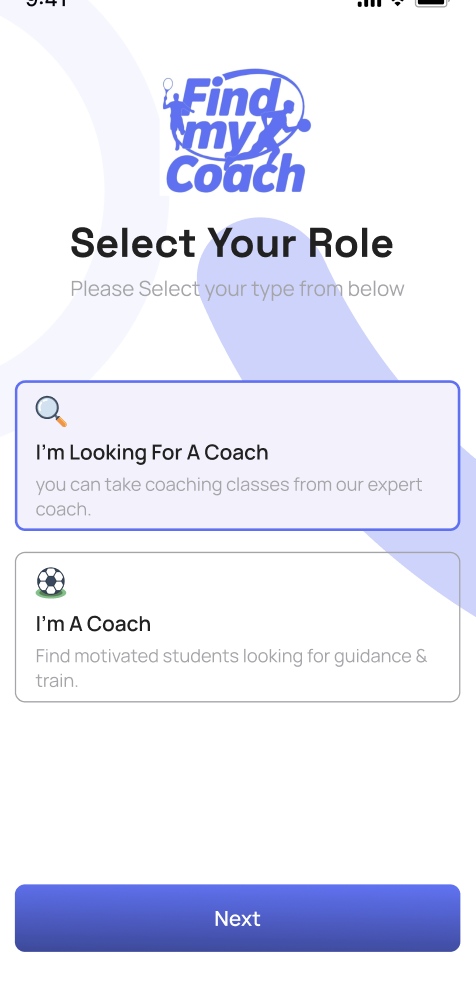 9:41
Find
my
Coach
Select Your Role
Please Select your type from below
I'm Looking For A Coach
you can take coaching classes from our expert
coach.
I'm A Coach
Find motivated students looking for guidance &
train.
Next